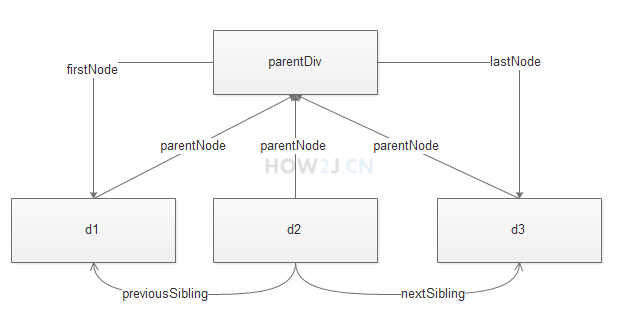 parentDiv
firstNode
lastNode
parentNode
parentNode
parentNode
HOW2J.CN
d1
d2
d3
previousSibling
nextSibling